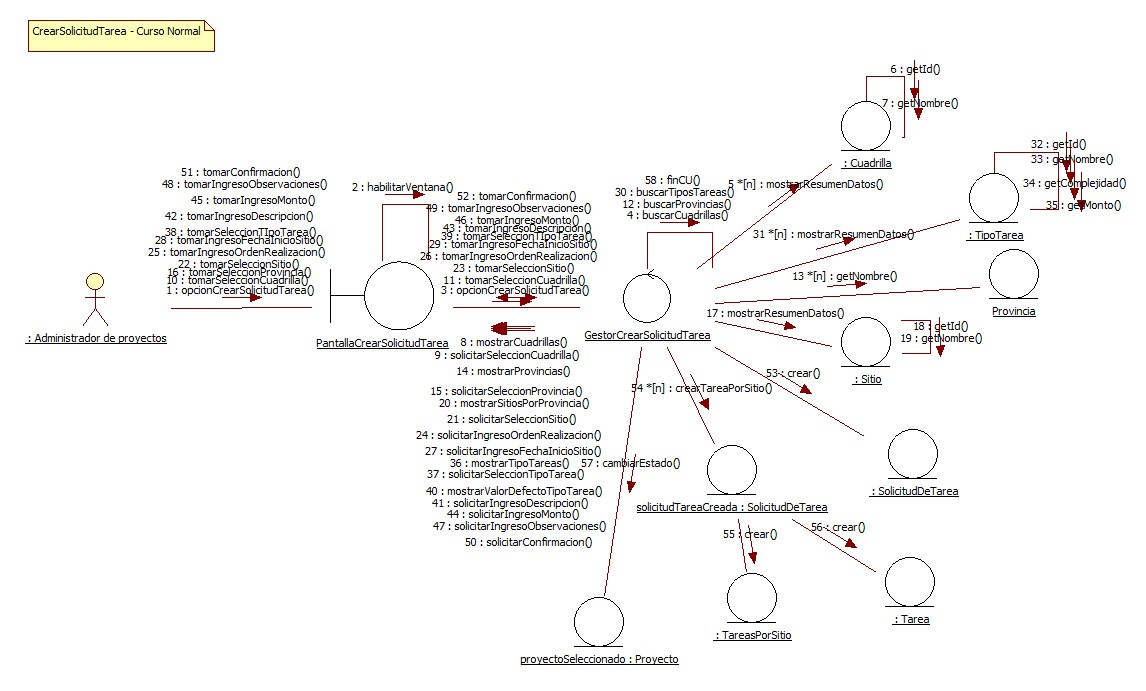 CrearSolicitudTarea - Curso Normal
6 : getId()
7 : getNombre()
: Cuadrilla
32 : getId()
33 : getNombre()
34 : getComplejidad()
35 : getMonto()
: TipoTarea
51 : tomarConfirmacion()
48 : tomarIngresoObservaciones()
45 : tomarIngresoMonto()
42 : tomarIngresoDescripcion()
38 : tomarSeleccionTIpoTarea()
28 : tomarIngresoFechaInicioSitio()
25 : tomarIngresoOrdenRealizacion()
22 : tomarSeleccionSitio()
16 : tomarSeleccionProvincia()
10 : tomarSeleccionCuadrilla()
1 : opcionCrearSolicitudTarea()
: Administrador de proyectos
2 : habilitarVentana()
PantallaCrearSolicitudTarea
52 : tomarConfirmacion()
49 : tomarIngresoObservaciones()
46 : tomarIngresoMonto()
43 : tomarIngresoDescripcion()
39 : tomarSeleccionTIpoTarea()
29 : tomarIngresoFechaInicioSitio()
26 : tomarIngresoOrdenRealizacion()
23 : tomarSeleccionSitio()
11 : tomarSeleccionCuadrilla()
3 : opcionCrearSolicitudTarea()
8 : mostrarCuadrillas()
9 : solicitarSeleccionCuadrilla()
14 : mostrarProvincias()
15 : solicitarSeleccionProvincia()
20 : mostrarSitiosPorProvincia()
21 : solicitarSeleccionSitio()
24 : solicitarIngresoOrdenRealizacion()
27 : solicitarIngresoFechaInicioSitio()
36 : mostrarTipoTareas()
37 : solicitarSeleccionTipoTarea()
40 : mostrarValorDefectoTipoTarea()
41 : solicitarIngresoDescripcion()
44 : solicitarIngresoMonto()
47 : solicitarIngresoObservaciones()
50 : solicitarConfirmacion()
58 : finCU()
30 : buscarTiposTareas()
12 : buscarProvincias()
4 : buscarCuadrillas()
GestorCrearSolicitudTarea
5 *[n] : mostrarResumenDatos()
31 *[n] : mostrarResumenDatos()
13 *[n] : getNombre()
Provincia
17 : mostrarResumenDatos()
18 : getId()
19 : getNombre()
: Sitio
53 : crear()
: SolicitudDeTarea
54 *[n] : crearTareaPorSitio()
solicitudTareaCreada : SolicitudDeTarea
57 : cambiarEstado()
proyectoSeleccionado : Proyecto
55 : crear()
: TareasPorSitio
56 : crear()
: Tarea